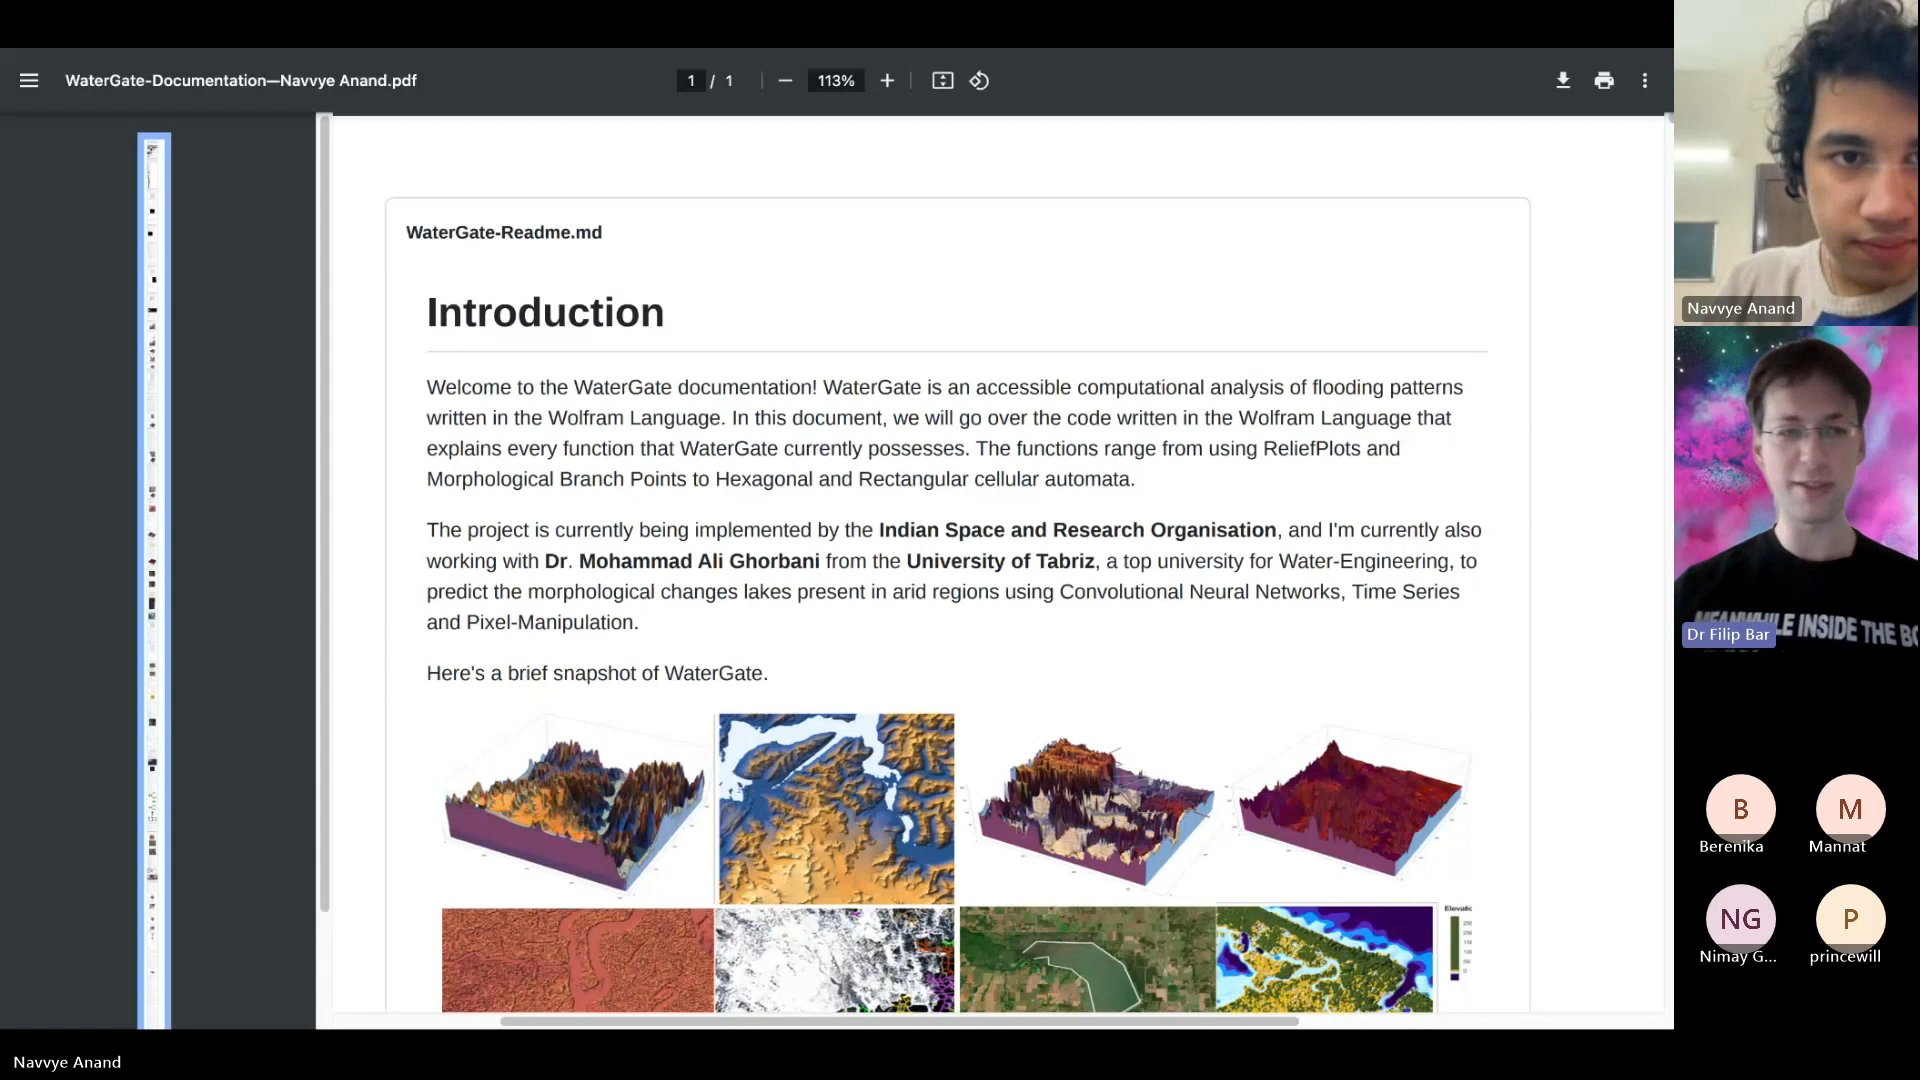 WaterGate-Documentation—Navvye Anand.pdf
1 / 1
113%
WaterGate-Readme.md
Introduction
Welcome to the WaterGate documentation! WaterGate is an accessible computational analysis of flooding patterns
written in the Wolfram Language. In this document, we will go over the code written in the Wolfram Language that
explains every function that WaterGate currently possesses. The functions range from using ReliefPlots and
Morphological Branch Points to Hexagonal and Rectangular cellular automata.
The project is currently being implemented by the Indian Space and Research Organisation, and I'm currently also
working with Dr. Mohammad Ali Ghorbani from the University of Tabriz, a top university for Water-Engineering, to
predict the morphological changes lakes present in arid regions using Convolutional Neural Networks, Time Series
and Pixel-Manipulation.
Here's a brief snapshot of WaterGate.
Navvye Anand
MEANWHILE INSIDE THE
Dr Filip Bar
B
Berenika
M
Mannat
NG
Nimay G...
P
princewill
Navvye Anand